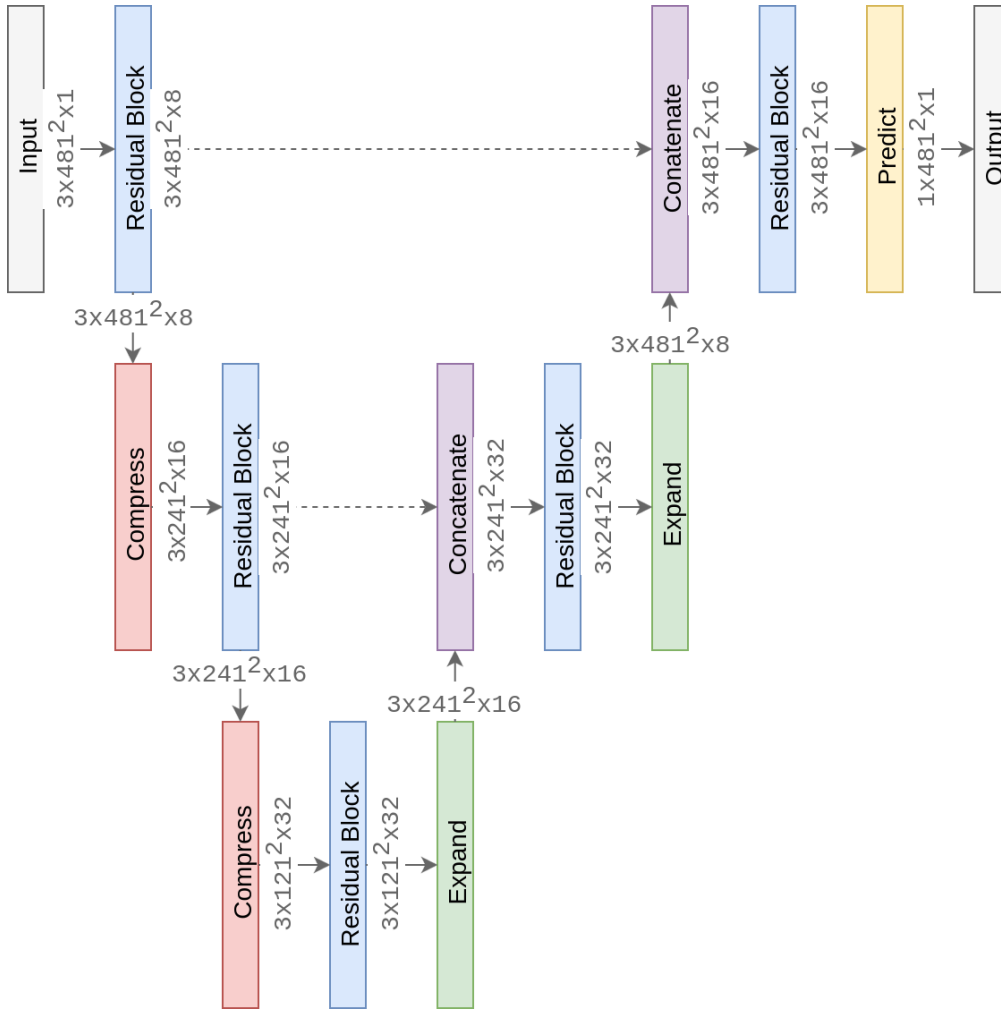 Input
3x481²x1
Residual Block
3x481²x8
Conatenate
3x481²x16
Residual Block
3x481²x16
Predict
1x481²x1
Output
3x481²x8
3x481²x8
Compress
3x241²x16
Residual Block
3x241²x16
Concatenate
3x241²x32
Residual Block
3x241²x32
Expand
3x241²x16
3x241²x16
Compress
3x121²x32
Residual Block
3x121²x32
Expand